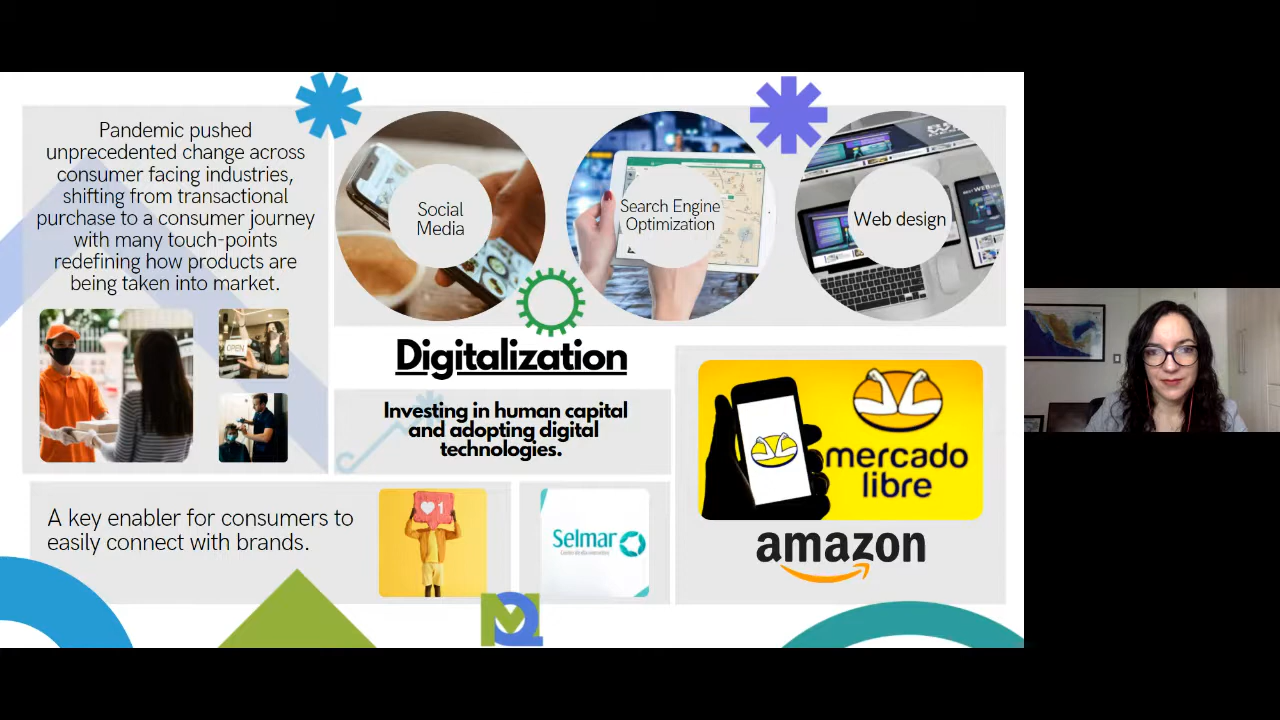 Pandemic pushed
unprecedented change across
consumer facing industries,
shifting from transactional
purchase to a consumer journey
with many touch-points
redefining how products are
being taken into market.
OPEN
Social
Media
Search Engine
Optimization
Web design
Digitalization
Investing in human capital
and adopting digital
technologies.
mercado
libre
amazon
A key enabler for consumers to
easily connect with brands.
1
Selmar